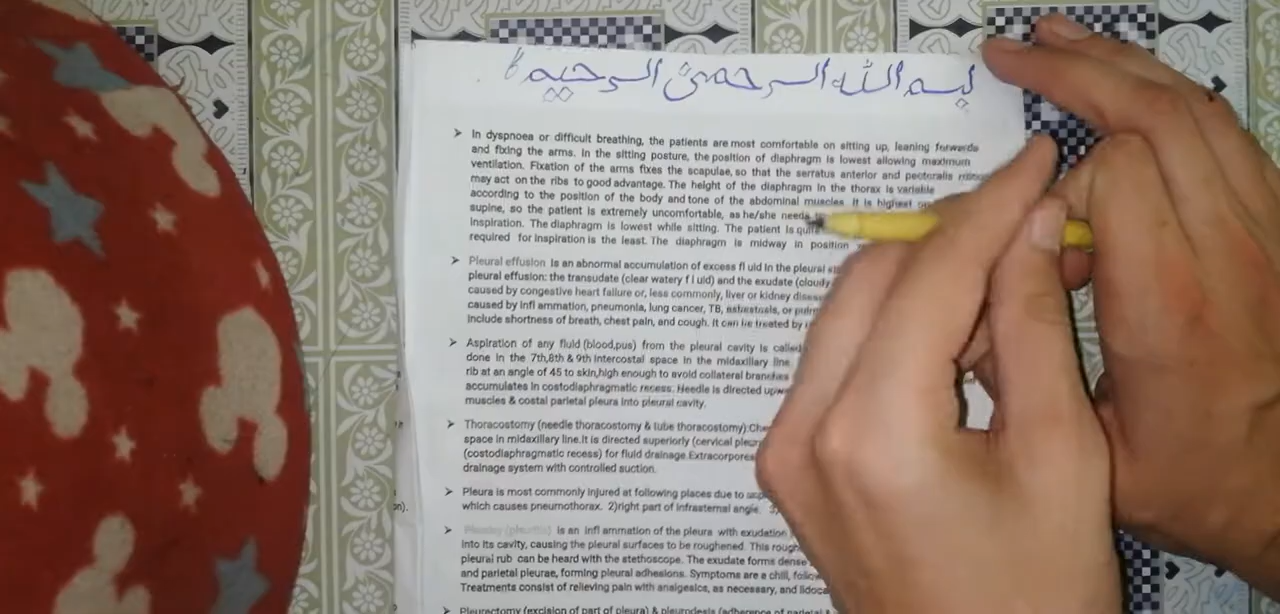 بسم الله الرحمن الرحيم
➤ In dyspnoea or difficult breathing, the patients are most comfortable on sitting up, leaning forwards
and fixing the arms. In the sitting posture, the position of diaphragm is lowest allowing maximum
ventilation. Fixation of the arms fixes the scapulae, so that the serratus anterior and pectoralis
may act on the ribs to good advantage. The height of the diaphragm in the thorax is variable
according to the position of the body and tone of the abdominal muscles. It is highest
supine, so the patient is extremely uncomfortable, as he/she needs
inspiration. The diaphragm is lowest while sitting. The patient is
required for inspiration is the least. The diaphragm is midway in position
➤ Pleural effusion is an abnormal accumulation of excess fl uid in the pleural
pleural effusion: the transudate (clear watery f l uid) and the exudate (cloudy
caused by congestive heart failure or, less commonly, liver or kidney
caused by infl ammation, pneumonia, lung cancer, TB, asbestosis, or
include shortness of breath, chest pain, and cough. It can be treated by
➤ Aspiration of any fluid (blood,pus) from the pleural cavity is called
done in the 7th,8th & 9th intercostal space in the midaxillary line
rib at an angle of 45 to skin,high enough to avoid collateral branches
accumulates in costodiaphragmatic recess. Needle is directed
muscles & costal parietal pleura into pleural cavity.
➤ Thoracostomy (needle thoracostomy & tube thoracostomy):
space in midaxillary line.It is directed superiorly (cervical
(costodiaphragmatic recess) for fluid drainage.
drainage system with controlled suction.
➤ Pleura is most commonly injured at following places due to
which causes pneumothorax. 2)right part of infrasternal angle.
➤ Pleurisy (pleuritis) is an infl ammation of the pleura with exudation
into its cavity, causing the pleural surfaces to be roughened. This
pleural rub can be heard with the stethoscope. The exudate forms dense
and parietal pleurae, forming pleural adhesions. Symptoms are a chill,
Treatments consist of relieving pain with analgesics, as necessary, and
➤ Pleurectomy (excision of part of pleura) & pleurodesis (adherence of parietal &